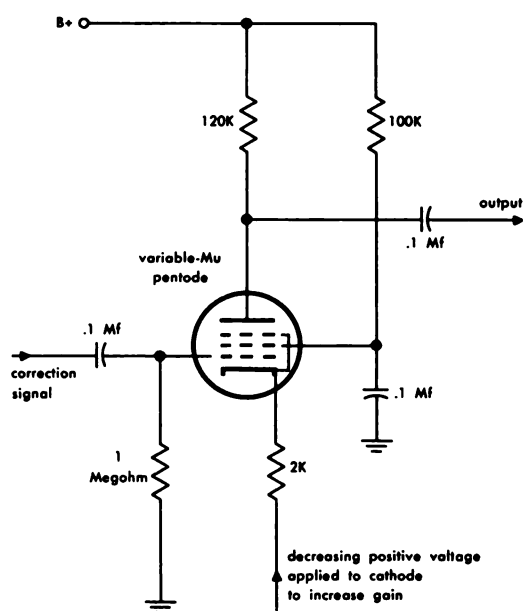 B+
120K
100K
output
.1 Mf
variable-Mu
pentode
.1 Mf
correction
signal
.1 Mf
1
Megohm
2K
decreasing positive voltage
applied to cathode
to increase gain